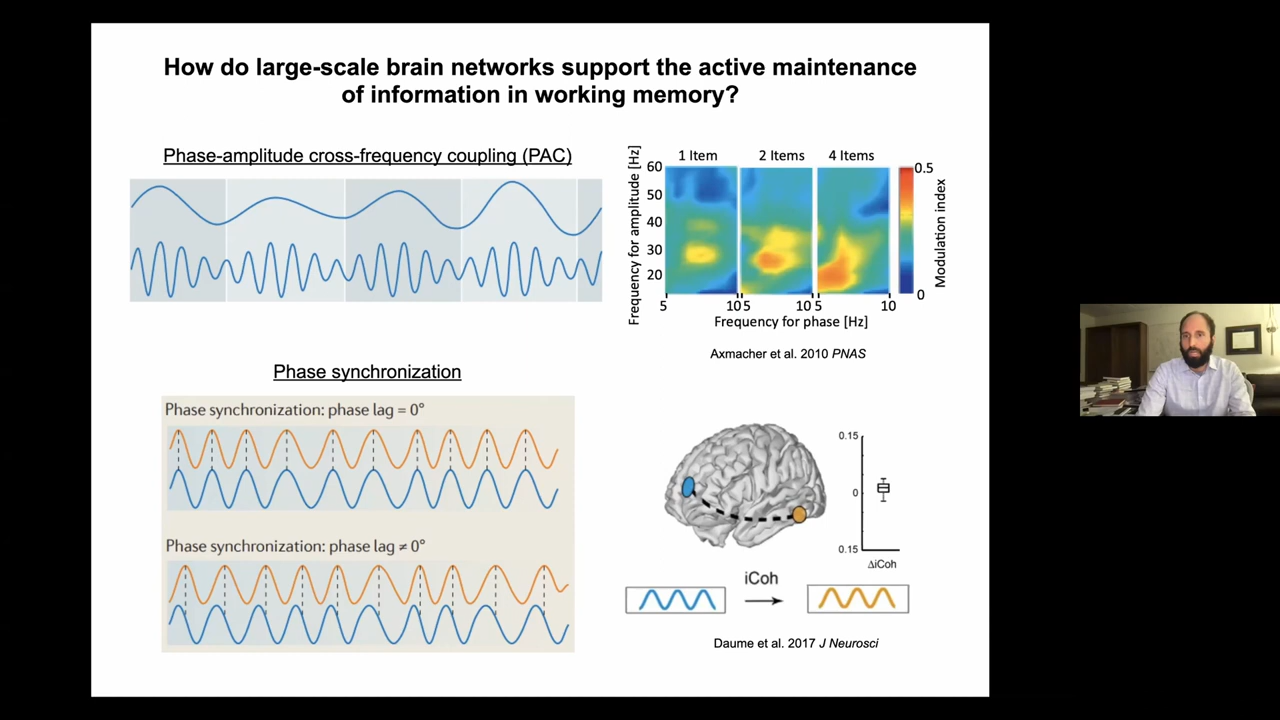 How do large-scale brain networks support the active maintenance
of information in working memory?
Phase-amplitude cross-frequency coupling (PAC)
1 Item 2 Items 4 Items
Frequency for amplitude [Hz]
60
50
40
30
20
5 10 5 10 5 10
Frequency for phase [Hz]
0.5
0
Modulation index
Axmacher et al. 2010 PNAS
Phase synchronization
Phase synchronization: phase lag = 0°
Phase synchronization: phase lag ≠ 0°
0.15
0
0.15
ΔiCoh
iCoh
Daume et al. 2017 J Neurosci